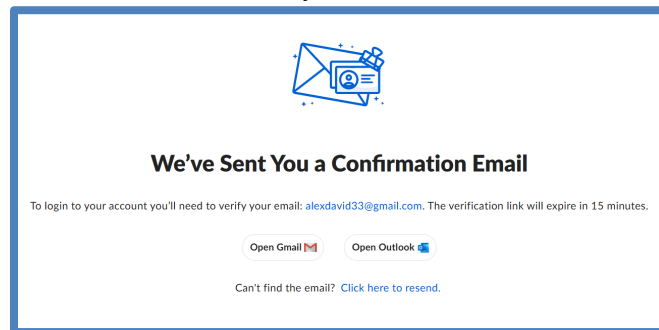 We’ve Sent You a Confirmation Email
To login to your account you’ll need to verify your email: alexdavid33@gmail.com. The verification link will expire in 15 minutes.
Open Gmail
Open Outlook
Can't find the email? Click here to resend.